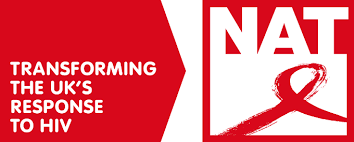 TRANSFORMING
THE UK'S
RESPONSE
TO HIV
NAT